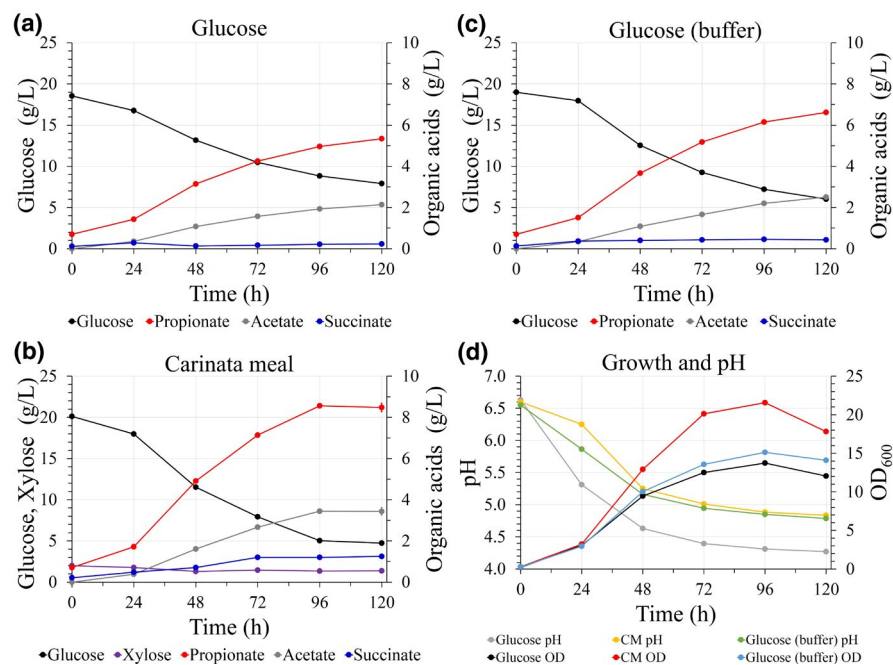 (a)
Glucose
25
20
15
10
5
0
Glucose (g/L)
10
8
6
4
2
0
Organic acids (g/L)
0 24 48 72 96 120
Time (h)
Glucose Propionate Acetate Succinate
(c)
Glucose (buffer)
25
20
15
10
5
0
Glucose (g/L)
10
8
6
4
2
0
Organic acids (g/L)
0 24 48 72 96 120
Time (h)
Glucose Propionate Acetate Succinate
(b)
Carinata meal
25
20
15
10
5
0
Glucose, Xylose (g/L)
10
8
6
4
2
0
Organic acids (g/L)
0 24 48 72 96 120
Time (h)
Glucose Xylose Propionate Acetate Succinate
(d)
Growth and pH
7.0
6.5
6.0
5.5
5.0
4.5
4.0
pH
25
20
15
10
5
0
OD600
0 24 48 72 96 120
Time (h)
Glucose pH CM pH Glucose (buffer) pH
Glucose OD CM OD Glucose (buffer) OD